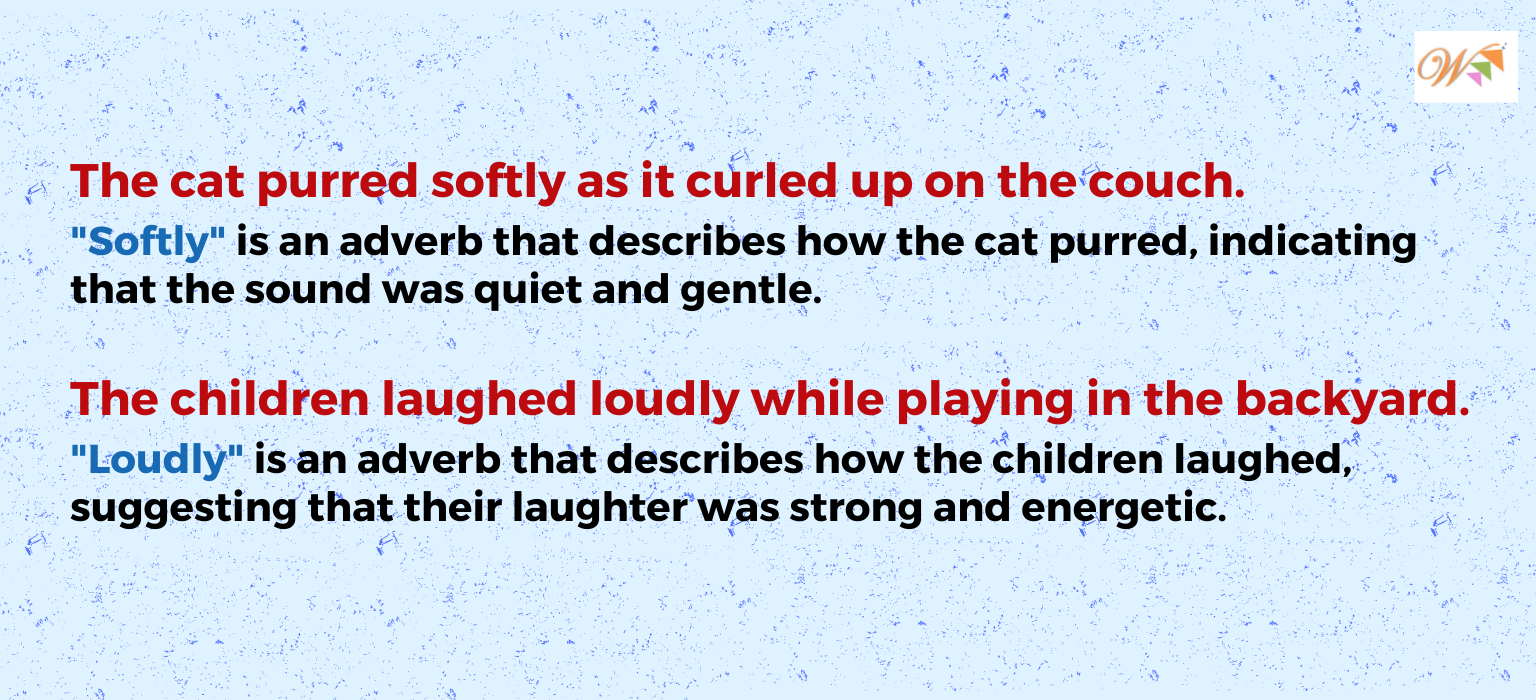 W
The cat purred softly as it curled up on the couch.
"Softly" is an adverb that describes how the cat purred, indicating
that the sound was quiet and gentle.
The children laughed loudly while playing in the backyard.
"Loudly" is an adverb that describes how the children laughed,
suggesting that their laughter was strong and energetic.